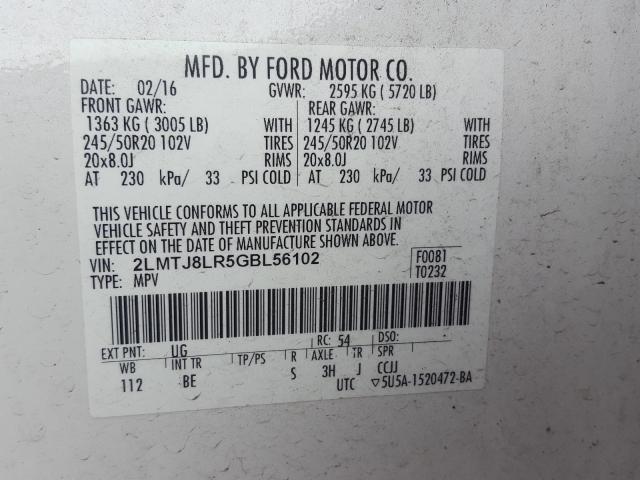 MFD. BY FORD MOTOR CO.
DATE: 02/16 GVWR: 2595 KG ( 5720 LB)
FRONT GAWR: REAR GAWR:
1363 KG ( 3005 LB) WITH 1245 KG ( 2745 LB) WITH
245/50R20 102V TIRES 245/50R20 102V TIRES
20x8.0J RIMS 20x8.0J RIMS
AT 230 kPa/ 33 PSI COLD AT 230 kPa/ 33 PSI COLD
THIS VEHICLE CONFORMS TO ALL APPLICABLE FEDERAL MOTOR
VEHICLE SAFETY AND THEFT PREVENTION STANDARDS IN
EFFECT ON THE DATE OF MANUFACTURE SHOWN ABOVE.
VIN: 2LMTJ8LR5GBL56102 F0081
TYPE: MPV T0232
EXT PNT: UG RC: 54 DSO:
WB INT TR TP/PS R AXLE TR SPR
112 BE S 3H J CCJJ
UTC ▽5U5A-1520472-BA